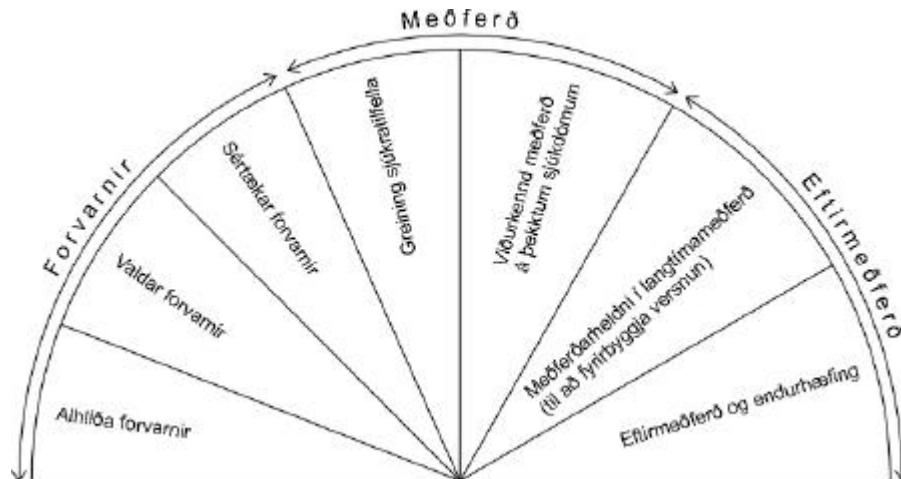 Forvarnir
Meðferð
Eftirmeðferð
Alhliða forvarnir
Valdar forvarnir
Sértækar forvarnir
Greining sjúkratilfella
Viðurkennd meðferð
á þekktum sjúkdómum
Meðferðarheldni í langtímameðferð
(til að fyrirbyggja versnun)
Eftirmeðferð og endurhæfing